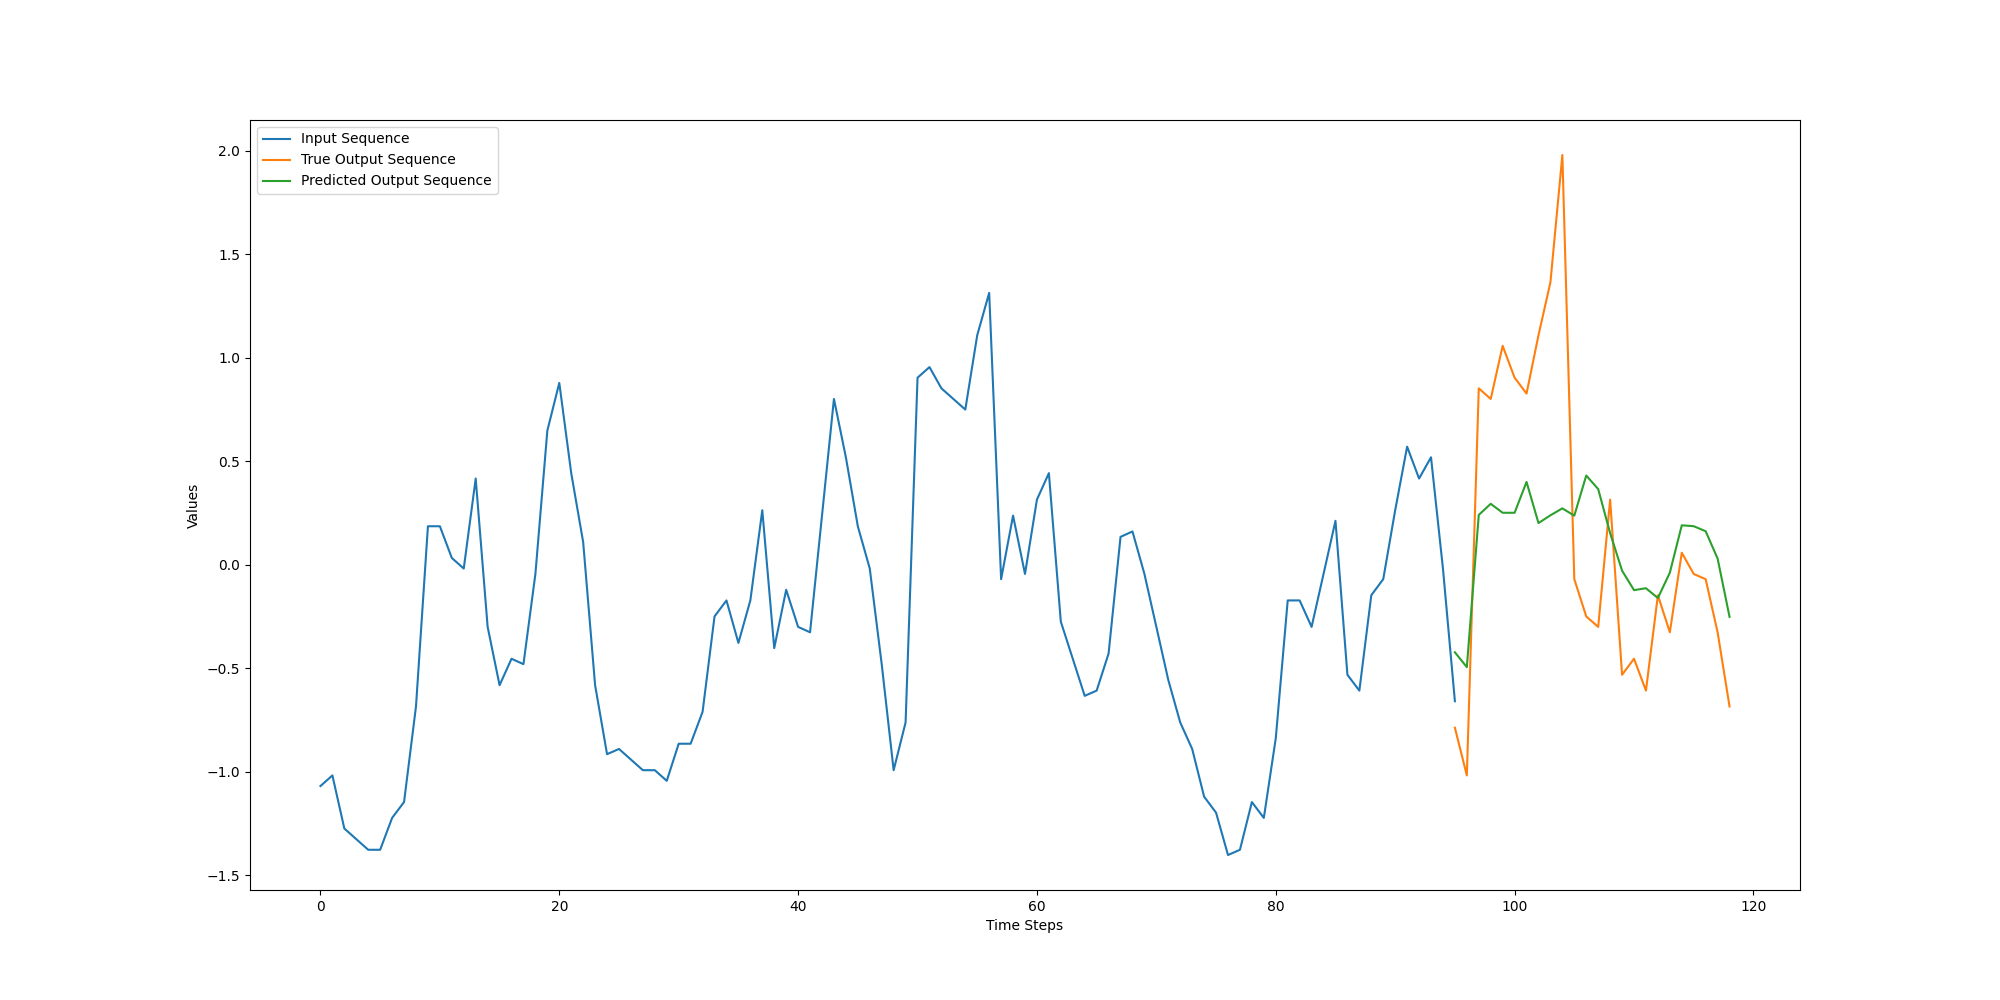 Input Sequence
True Output Sequence
Predicted Output Sequence
2.0
1.5
1.0
0.5
0.0
−0.5
−1.0
−1.5
Values
0 20 40 60 80 100 120
Time Steps